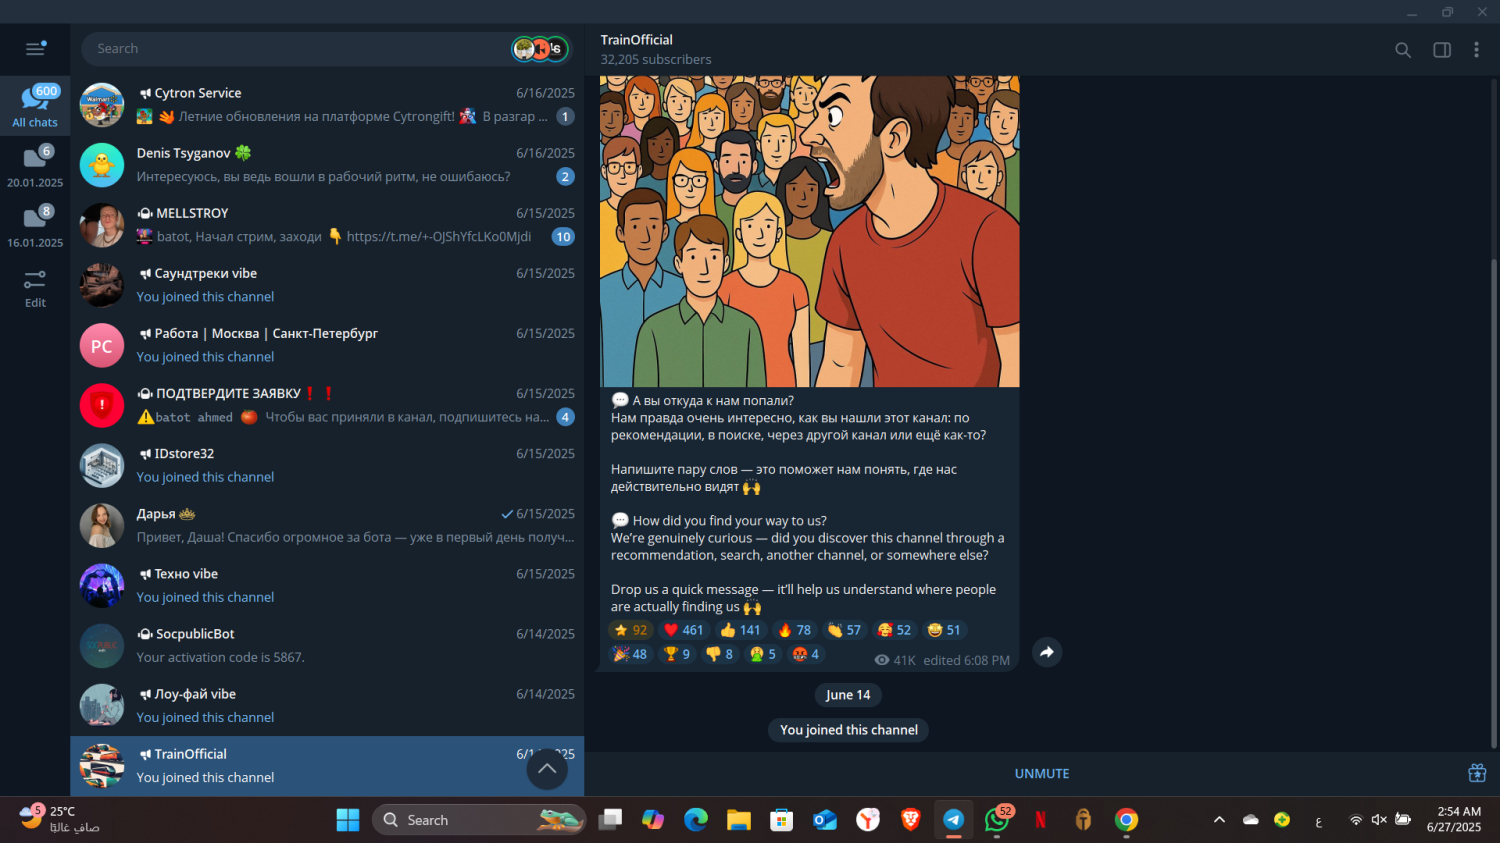 Search
600
All chats
6
20.01.2025
8
16.01.2025
Edit
Cytron Service 6/16/2025
Летние обновления на платформе Cytrongift! 🦸 В разгар ... 1
Denis Tsyganov 🍀 6/16/2025
Интересуюсь, вы ведь вошли в рабочий ритм, не ошибаюсь? 2
MELLSTROY 6/15/2025
batot, Начал стрим, заходи 👇 https://t.me/+-OJShYfcLKo0Mjdi 10
Саундтреки vibe 6/15/2025
You joined this channel
PC
Работа | Москва | Санкт-Петербург 6/15/2025
You joined this channel
ПОДТВЕРДИТЕ ЗАЯВКУ❗❗ 6/15/2025
⚠️batot ahmed 🍎 Чтобы вас приняли в канал, подпишитесь на... 4
IDstore32 6/15/2025
You joined this channel
Дарья 6/15/2025
Привет, Даша! Спасибо огромное за бота — уже в первый день получ...
Техно vibe 6/15/2025
You joined this channel
SocpublicBot 6/14/2025
Your activation code is 5867.
Лоу-фай vibe 6/14/2025
You joined this channel
TrainOfficial
You joined this channel
TrainOfficial
32,205 subscribers
💬 А вы откуда к нам попали?
Нам правда очень интересно, как вы нашли этот канал: по
рекомендации, в поиске, через другой канал или ещё как-то?
Напишите пару слов — это поможет нам понять, где нас
действительно видят 🙌
💬 How did you find your way to us?
We're genuinely curious — did you discover this channel through a
recommendation, search, another channel, or somewhere else?
Drop us a quick message — it'll help us understand where people
are actually finding us 🙌
⭐ 92 ❤️ 461 👍 141 🔥 78 👏 57 🥰 52 🤩 51
🎉 48 🏆 9 👎 8 🤮 5 🤬 4
41K edited 6:08 PM
June 14
You joined this channel
UNMUTE
5
25°C
صافٍ غالبًا
Search
52
ع
2:54 AM
6/27/2025